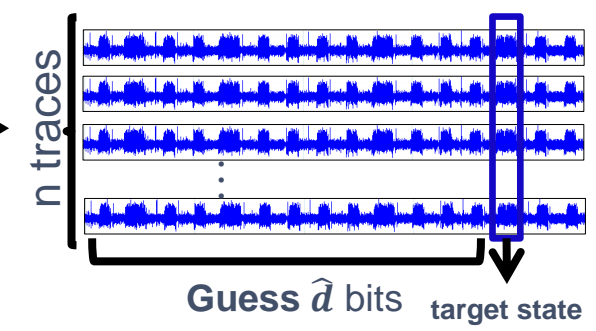 n traces
Guess d̂ bits
target state